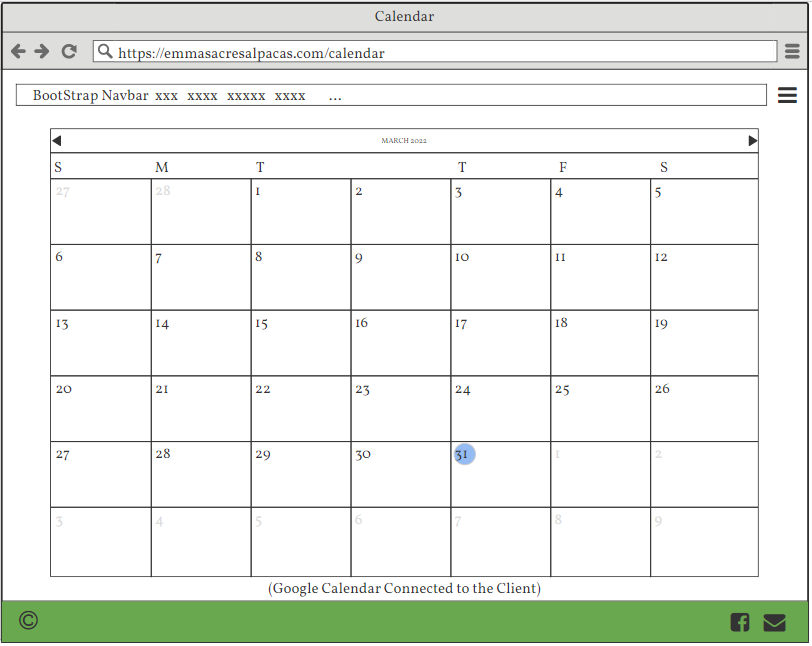 Calendar
https://emmasacresalpacas.com/calendar
BootStrap Navbar xxx xxxx xxxxx xxxx ...
MARCH 2022
S M T T F S
27 28 1 2 3 4 5
6 7 8 9 10 11 12
13 14 15 16 17 18 19
20 21 22 23 24 25 26
27 28 29 30 31 1 2
3 4 5 6 7 8 9
(Google Calendar Connected to the Client)
©